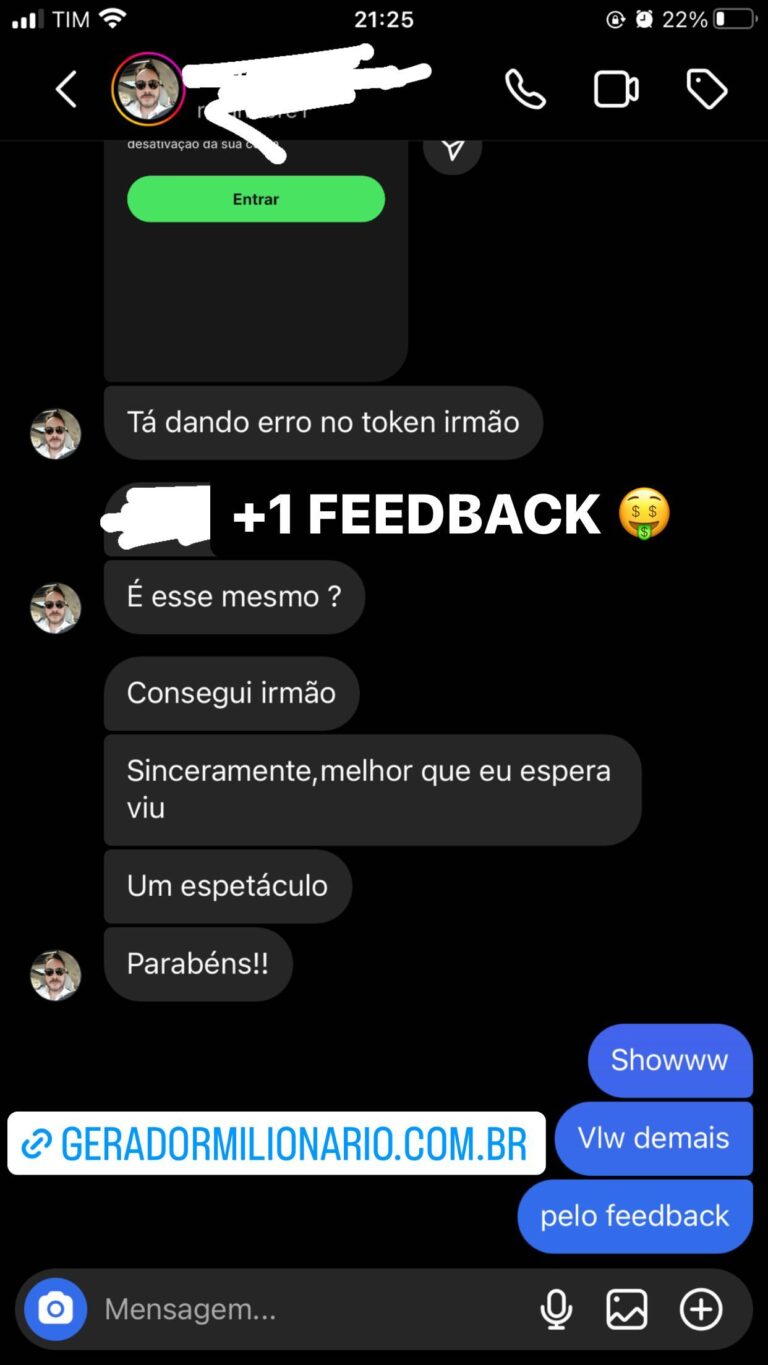 TIM 21:25 22%
desativação da sua
Entrar
Tá dando erro no token irmão
+1 FEEDBACK
É esse mesmo ?
Consegui irmão
Sinceramente,melhor que eu espera
viu
Um espetáculo
Parabéns!!
Showww
GERADORMILIONARIO.COM.BR
Vlw demais
pelo feedback
Mensagem...